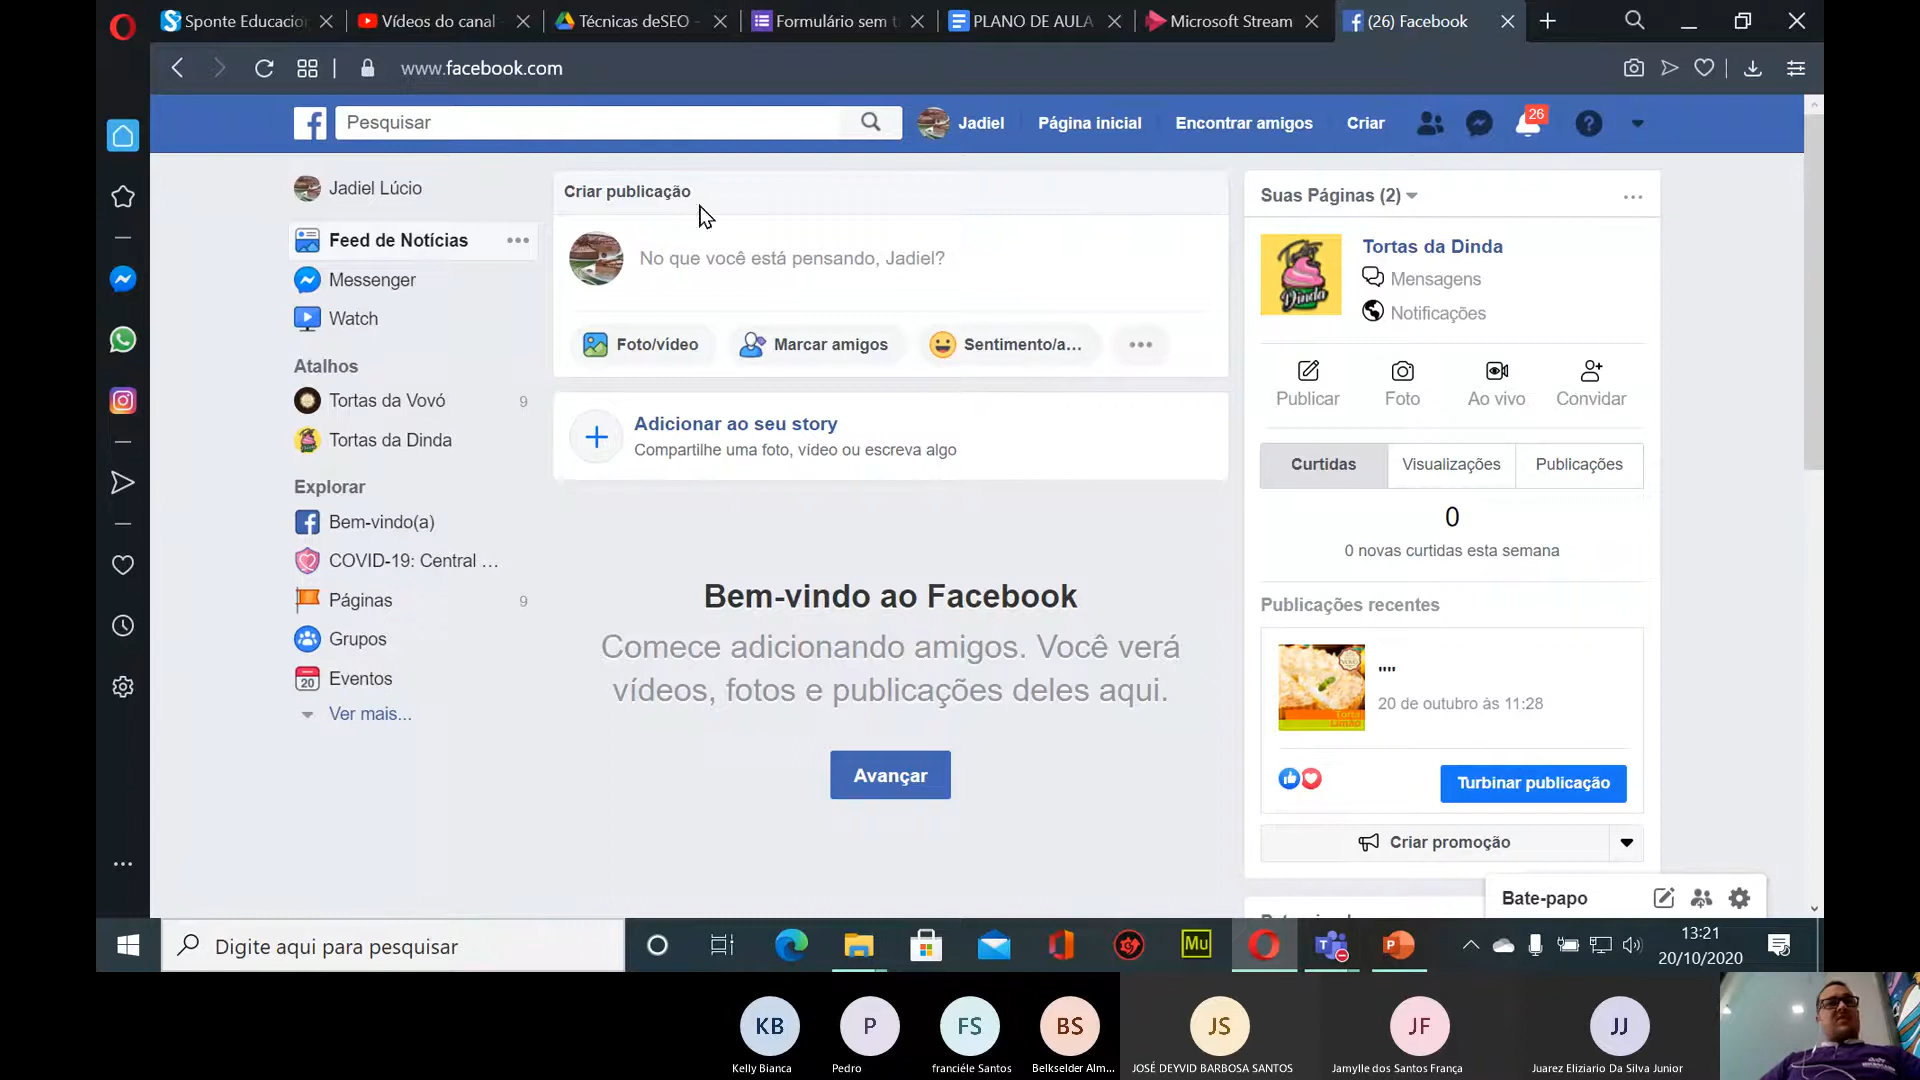 Sponte Educacion
Vídeos do canal
Técnicas deSEO -
Formulário sem t
PLANO DE AULA
Microsoft Stream
(26) Facebook
www.facebook.com
Pesquisar
Jadiel
Página inicial
Encontrar amigos
Criar
26
Jadiel Lúcio
Feed de Notícias
Messenger
Watch
Atalhos
Tortas da Vovó 9
Tortas da Dinda
Explorar
Bem-vindo(a)
COVID-19: Central ...
Páginas 9
Grupos
20 Eventos
Ver mais...
Criar publicação
No que você está pensando, Jadiel?
Foto/vídeo
Marcar amigos
Sentimento/a...
Adicionar ao seu story
Compartilhe uma foto, vídeo ou escreva algo
Bem-vindo ao Facebook
Comece adicionando amigos. Você verá
vídeos, fotos e publicações deles aqui.
Avançar
Suas Páginas (2)
Dinda
Tortas da Dinda
Mensagens
Notificações
Publicar
Foto
Ao vivo
Convidar
Curtidas
Visualizações
Publicações
0
0 novas curtidas esta semana
Publicações recentes
Torta
Limão
""
20 de outubro às 11:28
Turbinar publicação
Criar promoção
Bate-papo
Digite aqui para pesquisar
Mu
13:21
20/10/2020
KB
P
FS
BS
JS
JF
JJ
Kelly Bianca
Pedro
franciéle Santos
Belkselder Alm...
JOSÉ DEYVID BARBOSA SANTOS
Jamylle dos Santos França
Juarez Eliziario Da Silva Junior